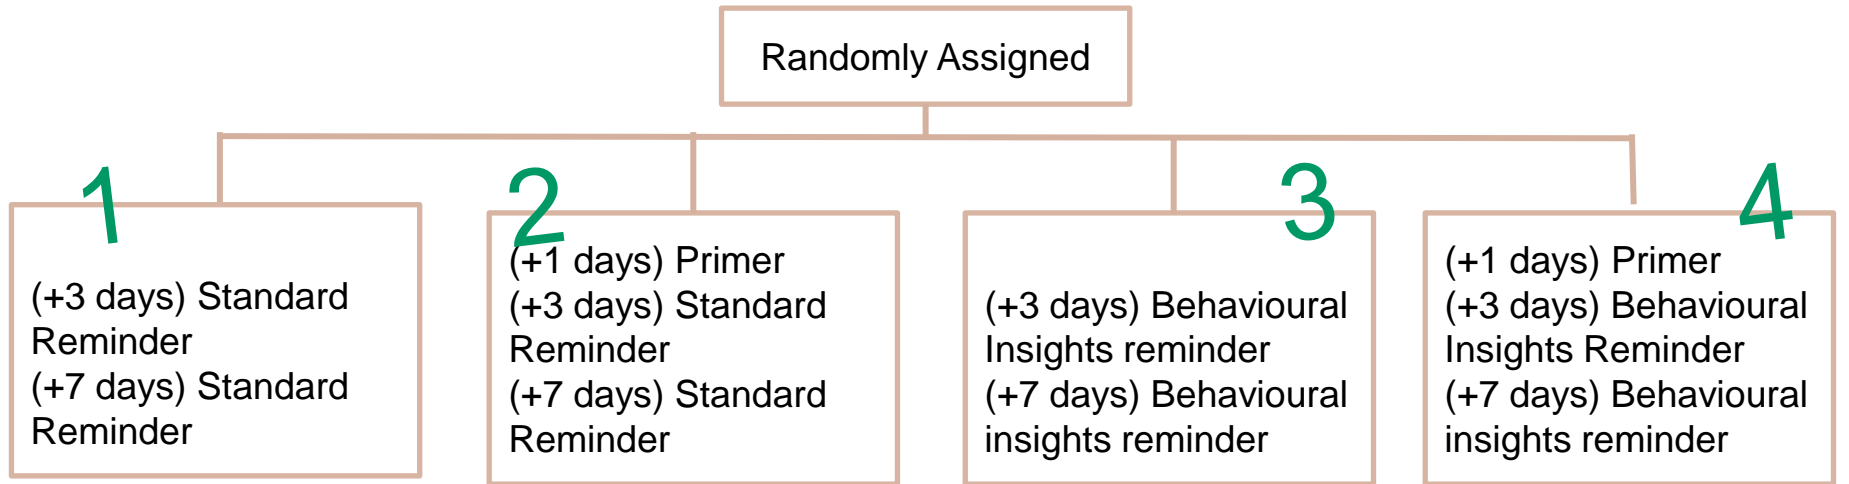 Randomly Assigned
1
(+3 days) Standard
Reminder
(+7 days) Standard
Reminder
2
(+1 days) Primer
(+3 days) Standard
Reminder
(+7 days) Standard
Reminder
3
(+3 days) Behavioural
Insights reminder
(+7 days) Behavioural
insights reminder
4
(+1 days) Primer
(+3 days) Behavioural
Insights Reminder
(+7 days) Behavioural
insights reminder